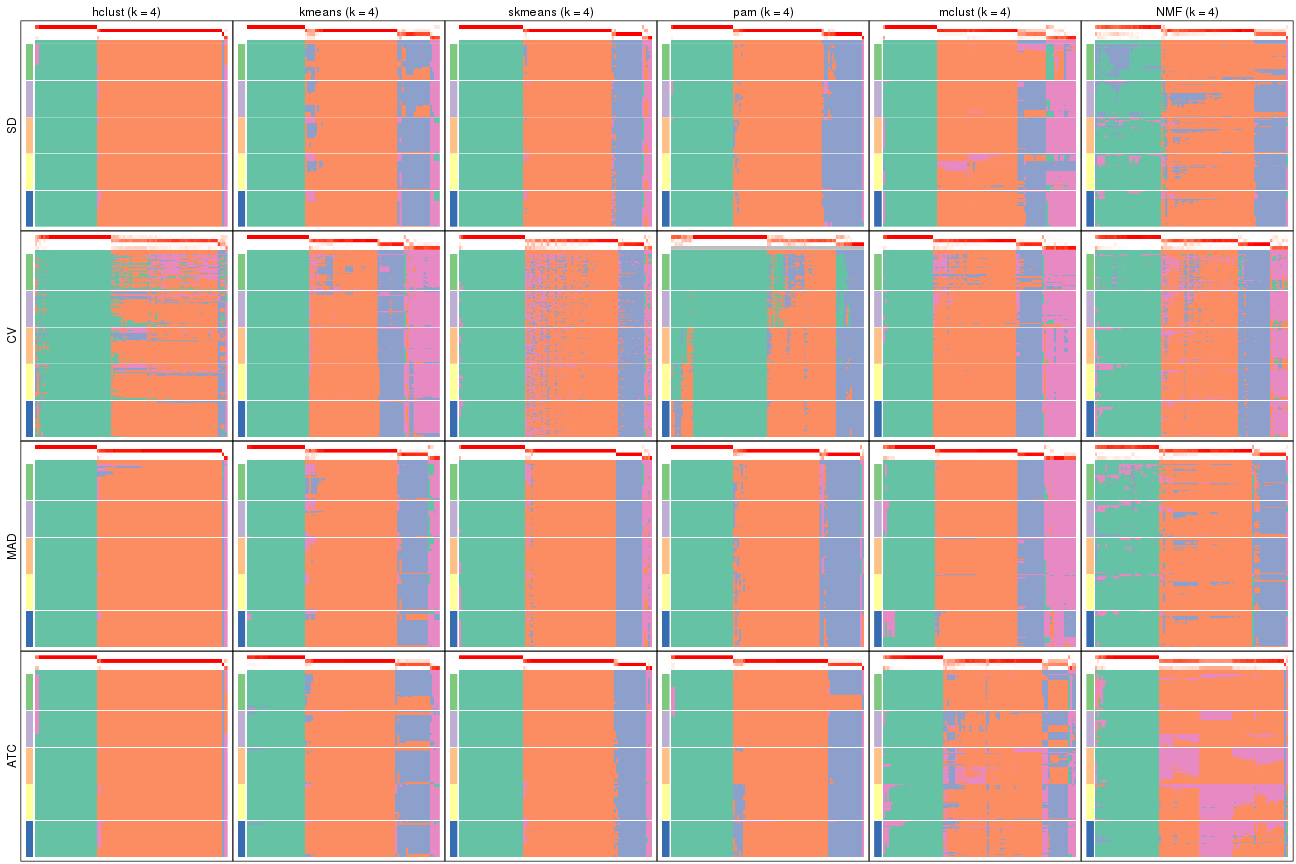 hclust (k = 4)
kmeans (k = 4)
skmeans (k = 4)
pam (k = 4)
mclust (k = 4)
NMF (k = 4)
SD
CV
MAD
ATC